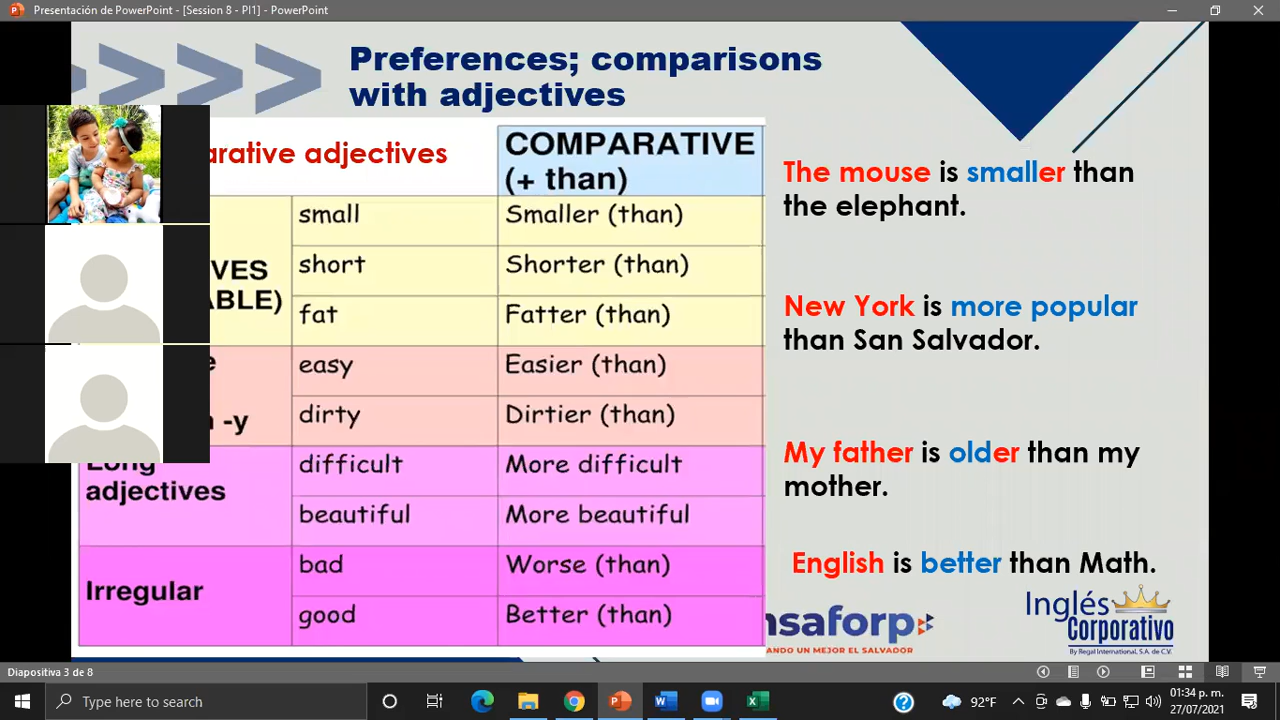 Presentación de PowerPoint - [Session 8 - PI1] - PowerPoint
Preferences; comparisons
with adjectives
adjectives
COMPARATIVE
(+ than)
small
Smaller (than)
short
Shorter (than)
fat
Fatter (than)
easy
Easier (than)
-y
dirty
Dirtier (than)
Long
adjectives
difficult
More difficult
beautiful
More beautiful
Irregular
bad
Worse (than)
good
Better (than)
The mouse is smaller than
the elephant.
New York is more popular
than San Salvador.
My father is older than my
mother.
English is better than Math.
nsaforp
ANDO UN MEJOR EL SALVADOR
Inglés
Corporativo
By Regal International, S.A. de C.V.
Diapositiva 3 de 8
Type here to search
92°F
01:34 p. m.
27/07/2021